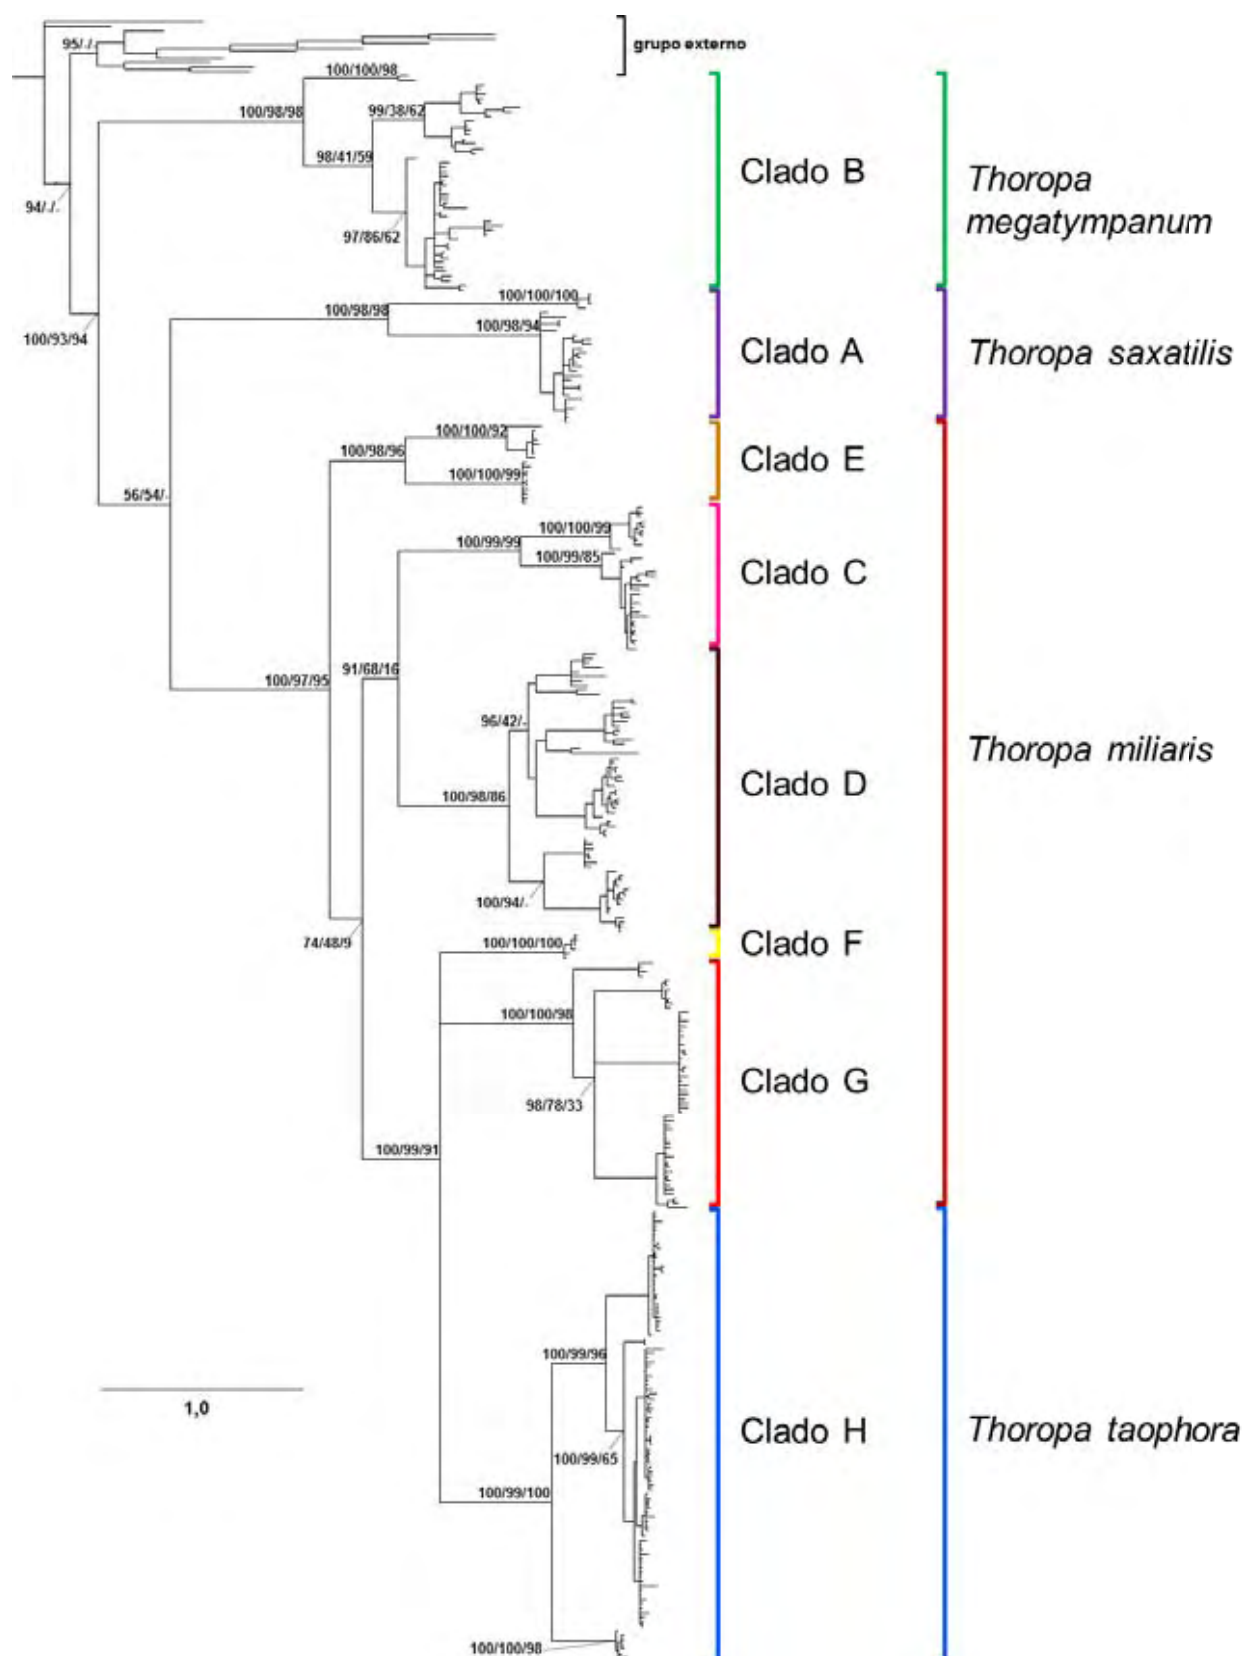 95/./.
grupo externo
100/100/98
100/98/98
99/38/62
98/41/59
Clado B
Thoropa
megatympanum
94/./.
97/86/62
100/100/100
100/98/98
100/98/94
100/93/94
Clado A
Thoropa saxatilis
100/100/92
100/98/96
Clado E
100/100/99
56/54/.
100/100/99
100/99/99
100/99/85
Clado C
91/68/16
100/97/95
96/42/.
Thoropa miliaris
Clado D
100/98/86
100/94/.
74/48/9
100/100/100
Clado F
100/100/98
Clado G
98/78/33
100/99/91
100/99/96
1,0
Clado H
Thoropa taophora
100/99/65
100/99/100
100/100/98